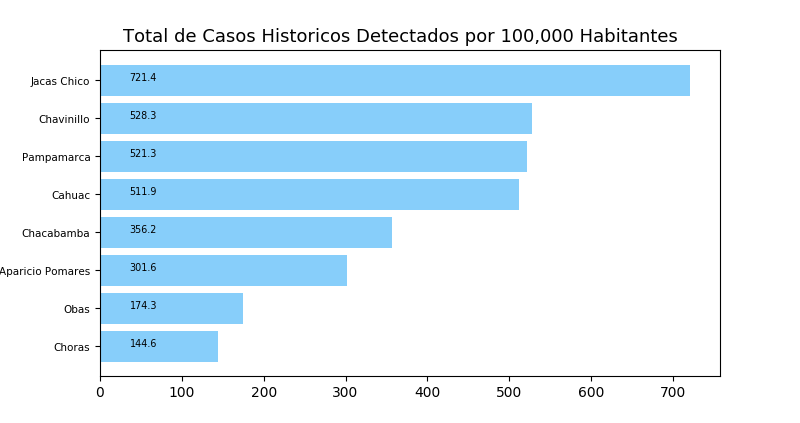 Total de Casos Historicos Detectados por 100,000 Habitantes
Jacas Chico 721.4
Chavinillo 528.3
Pampamarca 521.3
Cahuac 511.9
Chacabamba 356.2
Aparicio Pomares 301.6
Obas 174.3
Choras 144.6
0 100 200 300 400 500 600 700